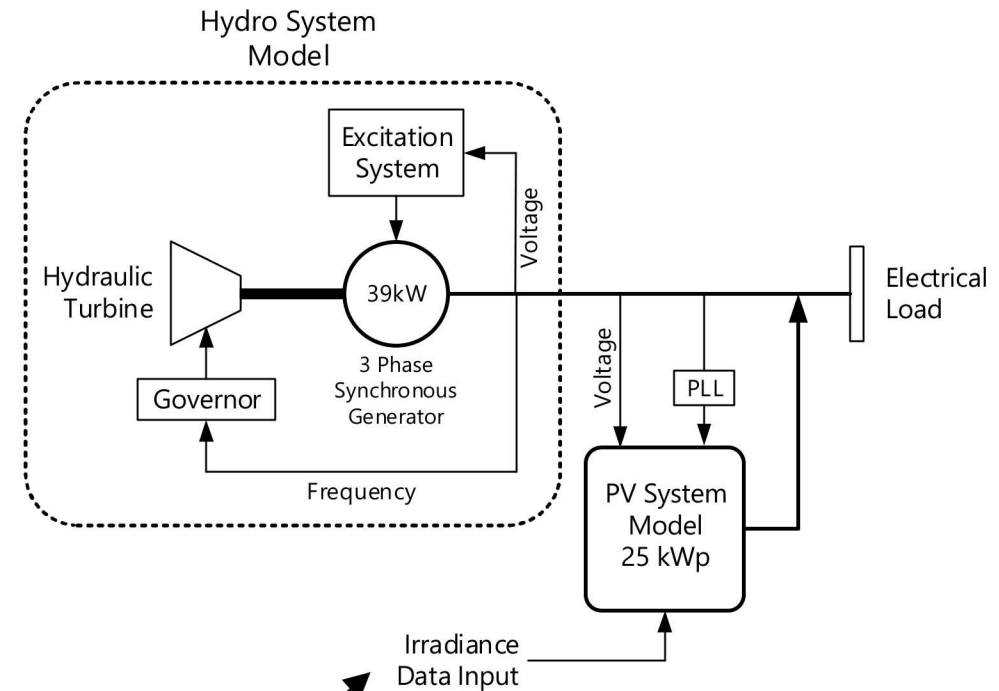 Hydro System
Model
Excitation
System
Voltage
Hydraulic
Turbine
39kW
Electrical
Load
3 Phase
Synchronous
Generator
Governor
Frequency
Voltage
PLL
PV System
Model
25 kWp
Irradiance
Data Input